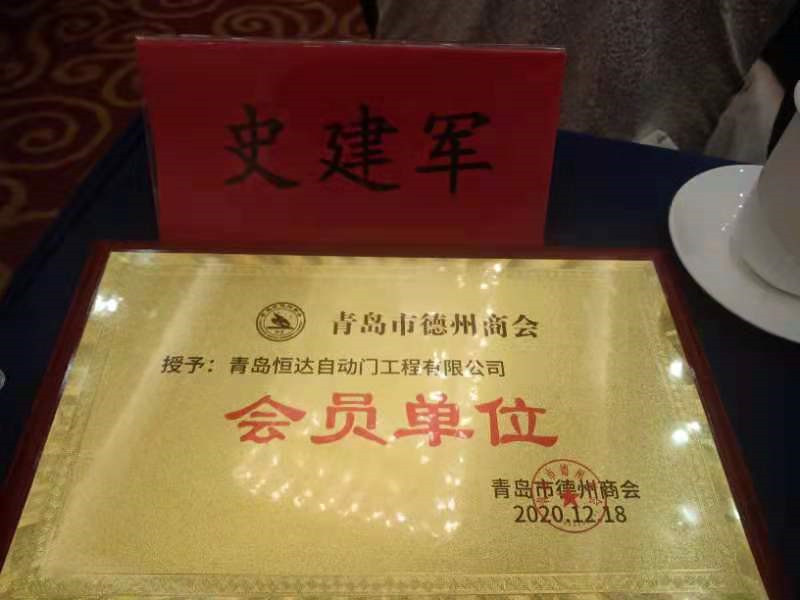 史建军
青岛市德州商会
授予：青岛恒达自动门工程有限公司
会员单位
青岛市德州商会
2020.12.18